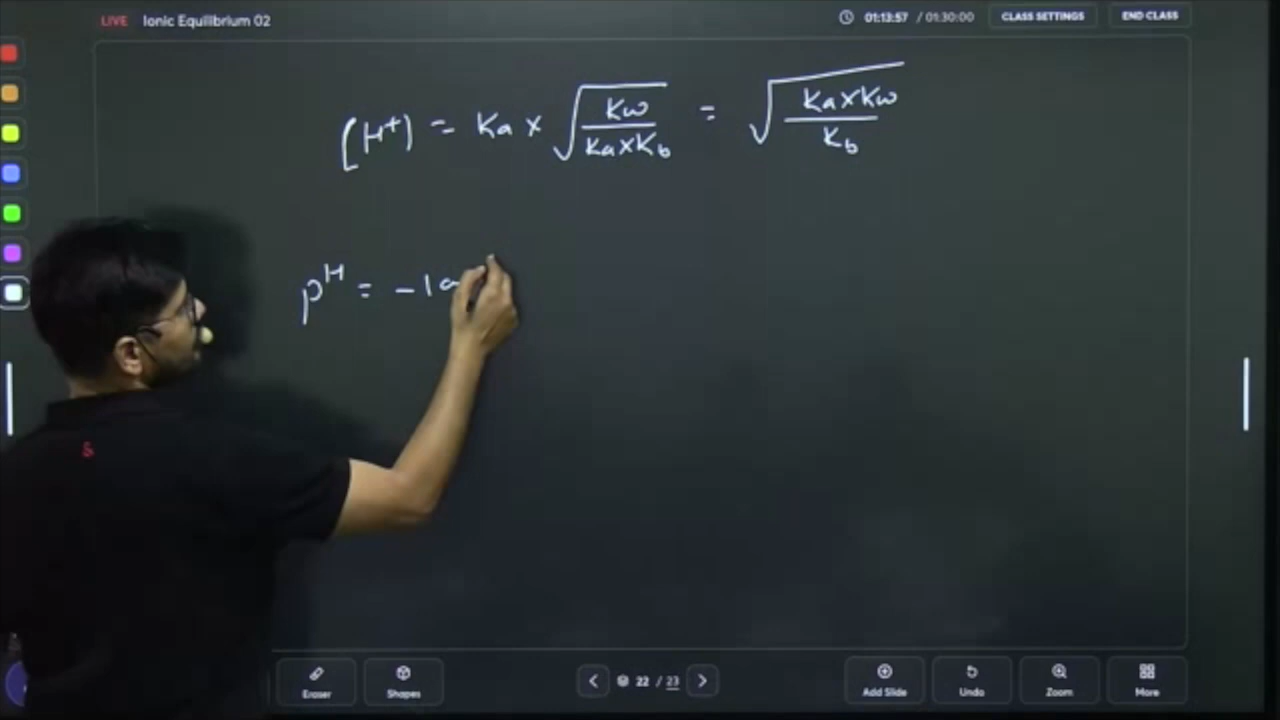 LIVE Ionic Equilibrium 02
01:13:57 / 01:30:00 CLASS SETTINGS END CLASS
[H+] = Ka × √(Kw / Ka×Kb) = √(Ka×Kw / Kb)
pH = -lo
Eraser Shapes 22 / 23 Add Slide Undo Zoom More